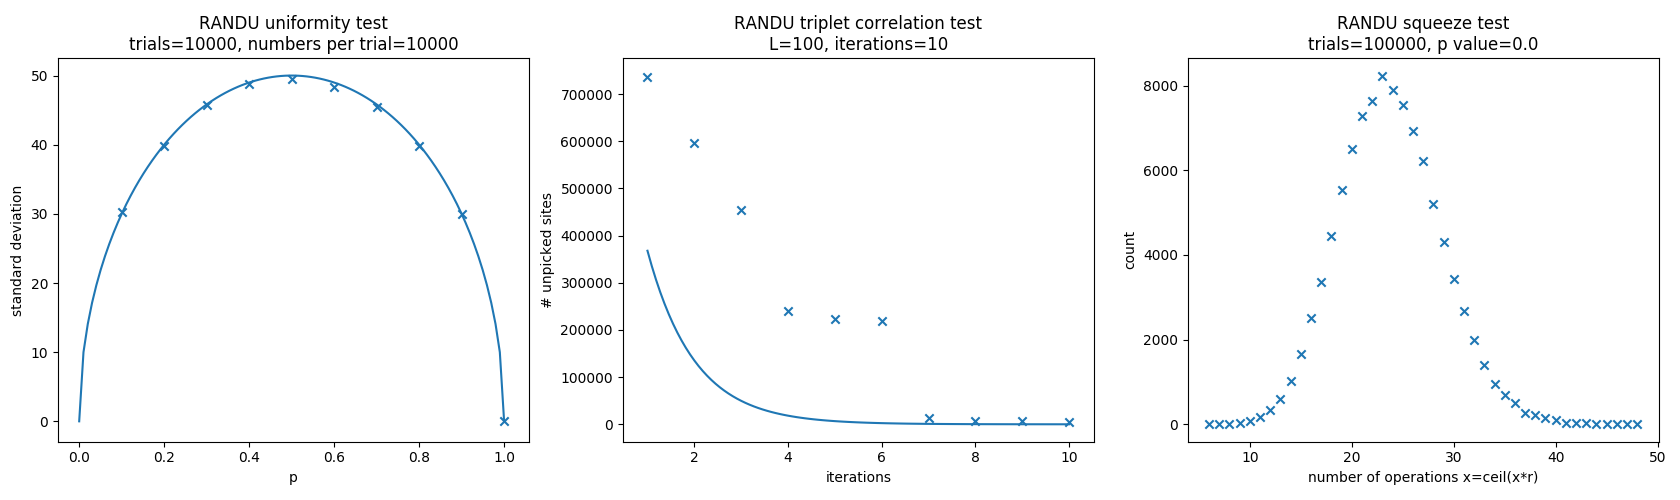 RANDU uniformity test
trials=10000, numbers per trial=10000
standard deviation
50
40
30
20
10
0
0.0 0.2 0.4 0.6 0.8 1.0
p
RANDU triplet correlation test
L=100, iterations=10
# unpicked sites
700000
600000
500000
400000
300000
200000
100000
0
2 4 6 8 10
iterations
RANDU squeeze test
trials=100000, p value=0.0
count
8000
6000
4000
2000
0
10 20 30 40 50
number of operations x=ceil(x*r)